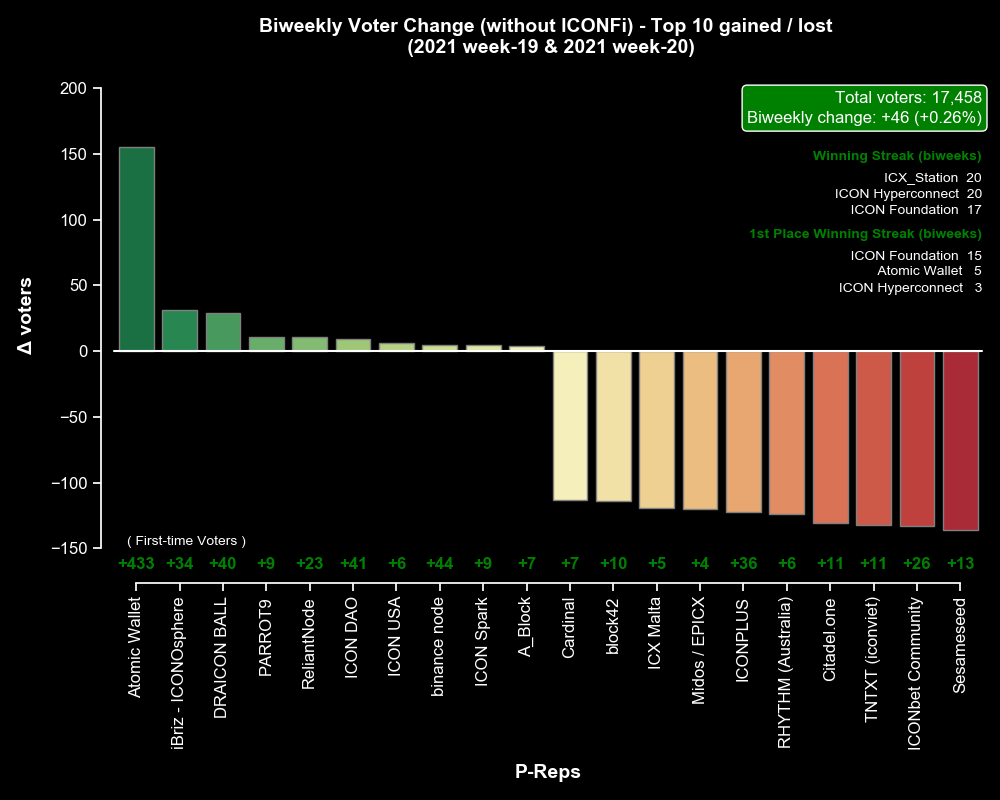 Biweekly Voter Change (without ICONFi) - Top 10 gained / lost
(2021 week-19 & 2021 week-20)
Total voters: 17,458
Biweekly change: +46 (+0.26%)
Winning Streak (biweeks)
ICX_Station 20
ICON Hyperconnect 20
ICON Foundation 17
1st Place Winning Streak (biweeks)
ICON Foundation 15
Atomic Wallet 5
ICON Hyperconnect 3
Δ voters
200
150
100
50
0
−50
−100
−150
( First-time Voters )
+433 +34 +40 +9 +23 +41 +6 +44 +9 +7 +7 +10 +5 +4 +36 +6 +11 +11 +26 +13
Atomic Wallet
iBriz - ICONOsphere
DRAICON BALL
PARROT9
ReliantNode
ICON DAO
ICON USA
binance node
ICON Spark
A_Block
Cardinal
block42
ICX Malta
Midos / EPICX
ICONPLUS
RHYTHM (Australia)
Citadel.one
TNTXT (iconviet)
ICONbet Community
Sesameseed
P-Reps